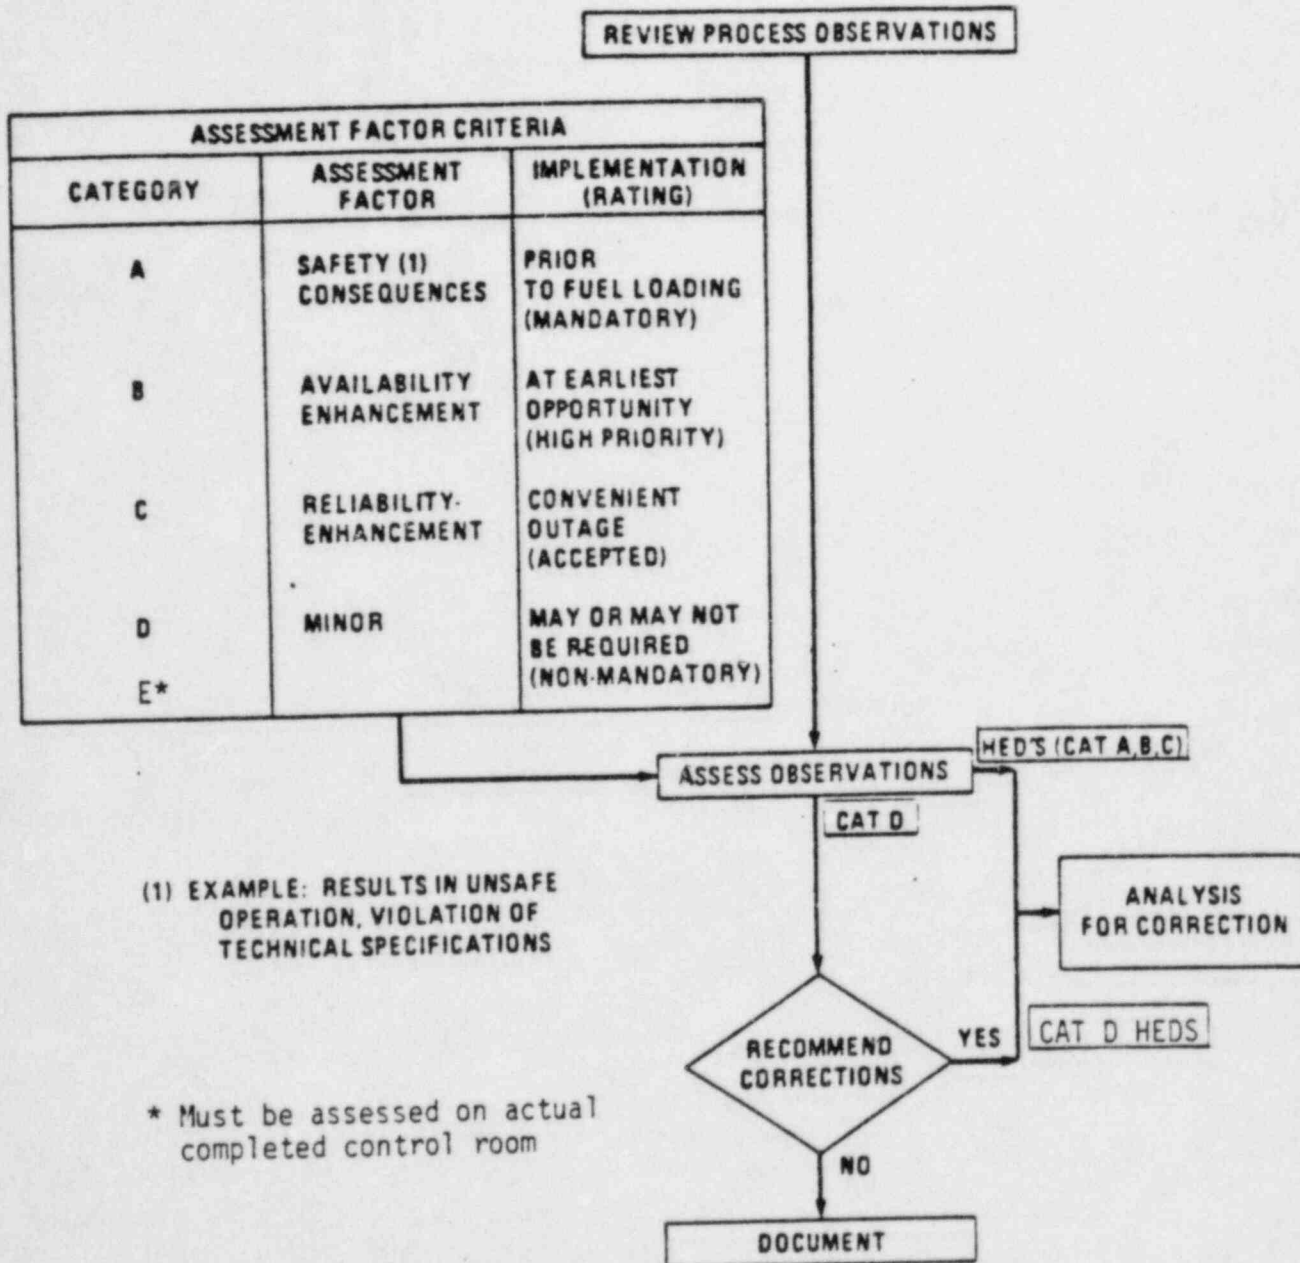 REVIEW PROCESS OBSERVATIONS
ASSESSMENT FACTOR CRITERIA
CATEGORY
ASSESSMENT
FACTOR
IMPLEMENTATION
(RATING)
A
SAFETY (1)
CONSEQUENCES
PRIOR
TO FUEL LOADING
(MANDATORY)
B
AVAILABILITY
ENHANCEMENT
AT EARLIEST
OPPORTUNITY
(HIGH PRIORITY)
C
RELIABILITY-
ENHANCEMENT
CONVENIENT
OUTAGE
(ACCEPTED)
D
MINOR
MAY OR MAY NOT
BE REQUIRED
(NON-MANDATORY)
E*
HED'S (CAT A,B,C)
ASSESS OBSERVATIONS
CAT D
(1) EXAMPLE: RESULTS IN UNSAFE
OPERATION, VIOLATION OF
TECHNICAL SPECIFICATIONS
ANALYSIS
FOR CORRECTION
RECOMMEND
CORRECTIONS
YES
CAT D HEDS
* Must be assessed on actual
completed control room
NO
DOCUMENT